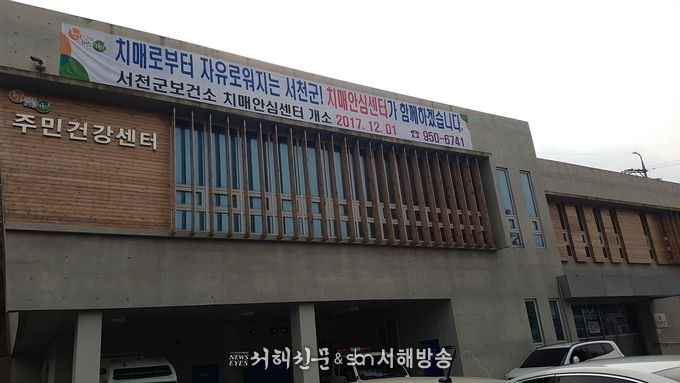 치매로부터 자유로워지는 서천군! 치매안심센터가 함께하겠습니다.
서천군보건소 치매안심센터 개소 2017. 12. 01 ☎ 950-6741
주민건강센터
NEWS EYES 서해신문 & sbn 서해방송